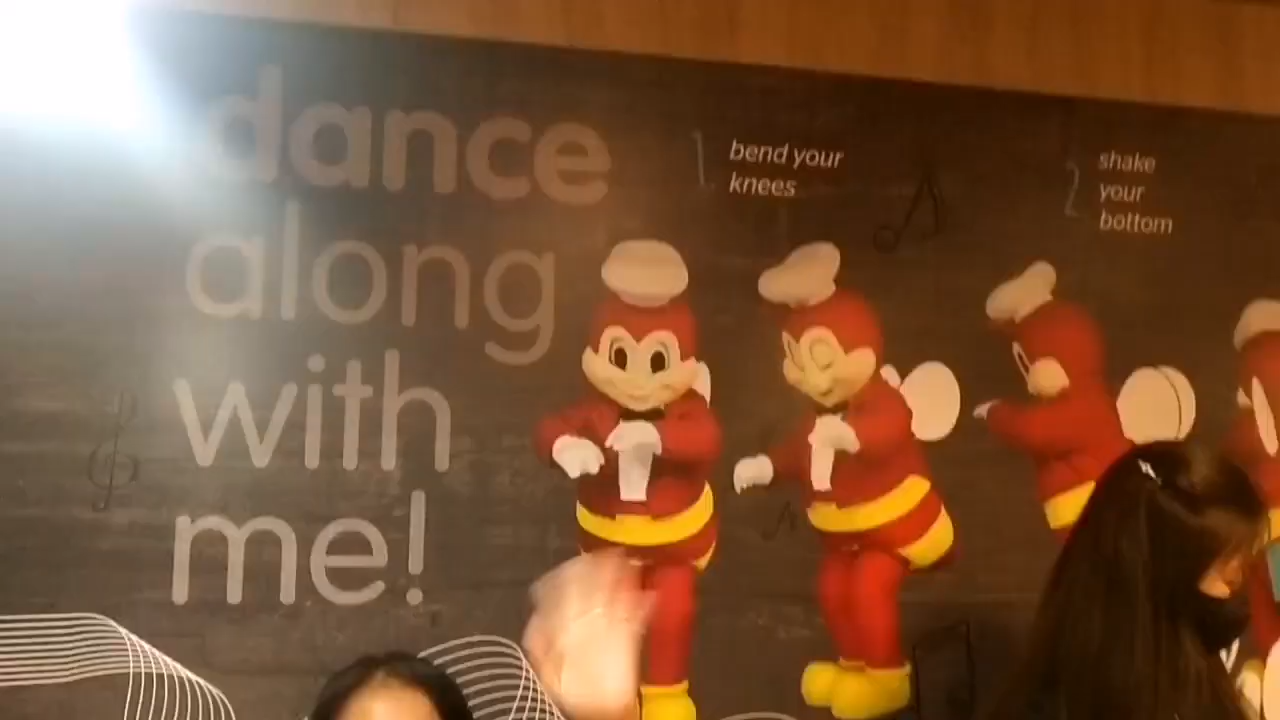 dance
along
with
me!
1 bend your
knees
2 shake
your
bottom